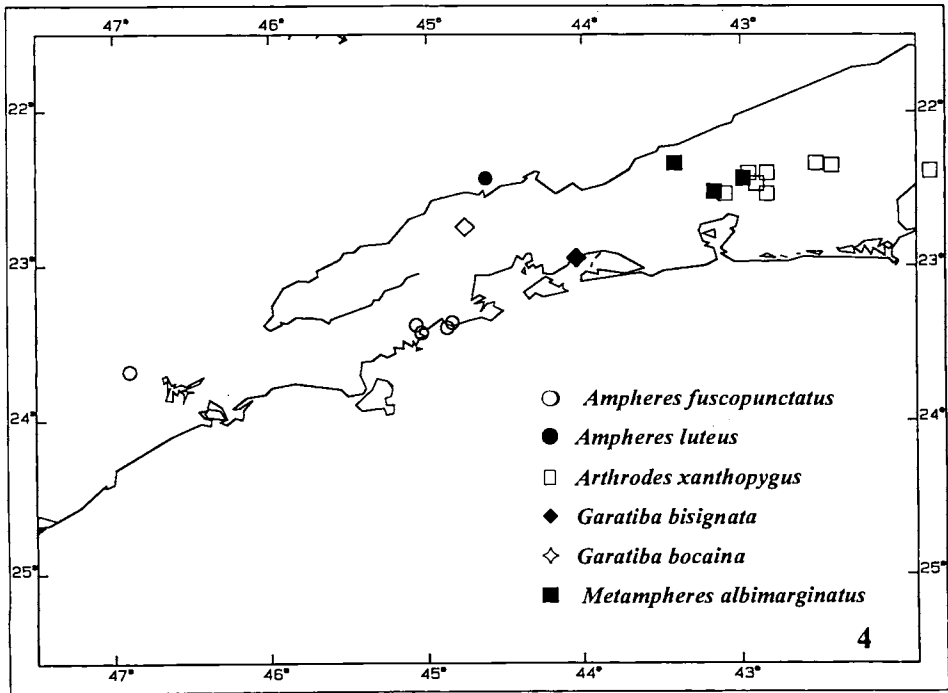 47° 46° 45° 44° 43°
22° 22°
23° 23°
24° 24°
25° 25°
Ampheres fuscopunctatus
Ampheres luteus
Arthrodes xanthopygus
Garatiba bisignata
Garatiba bocaina
Metampheres albimarginatus
4
47° 46° 45° 44° 43°